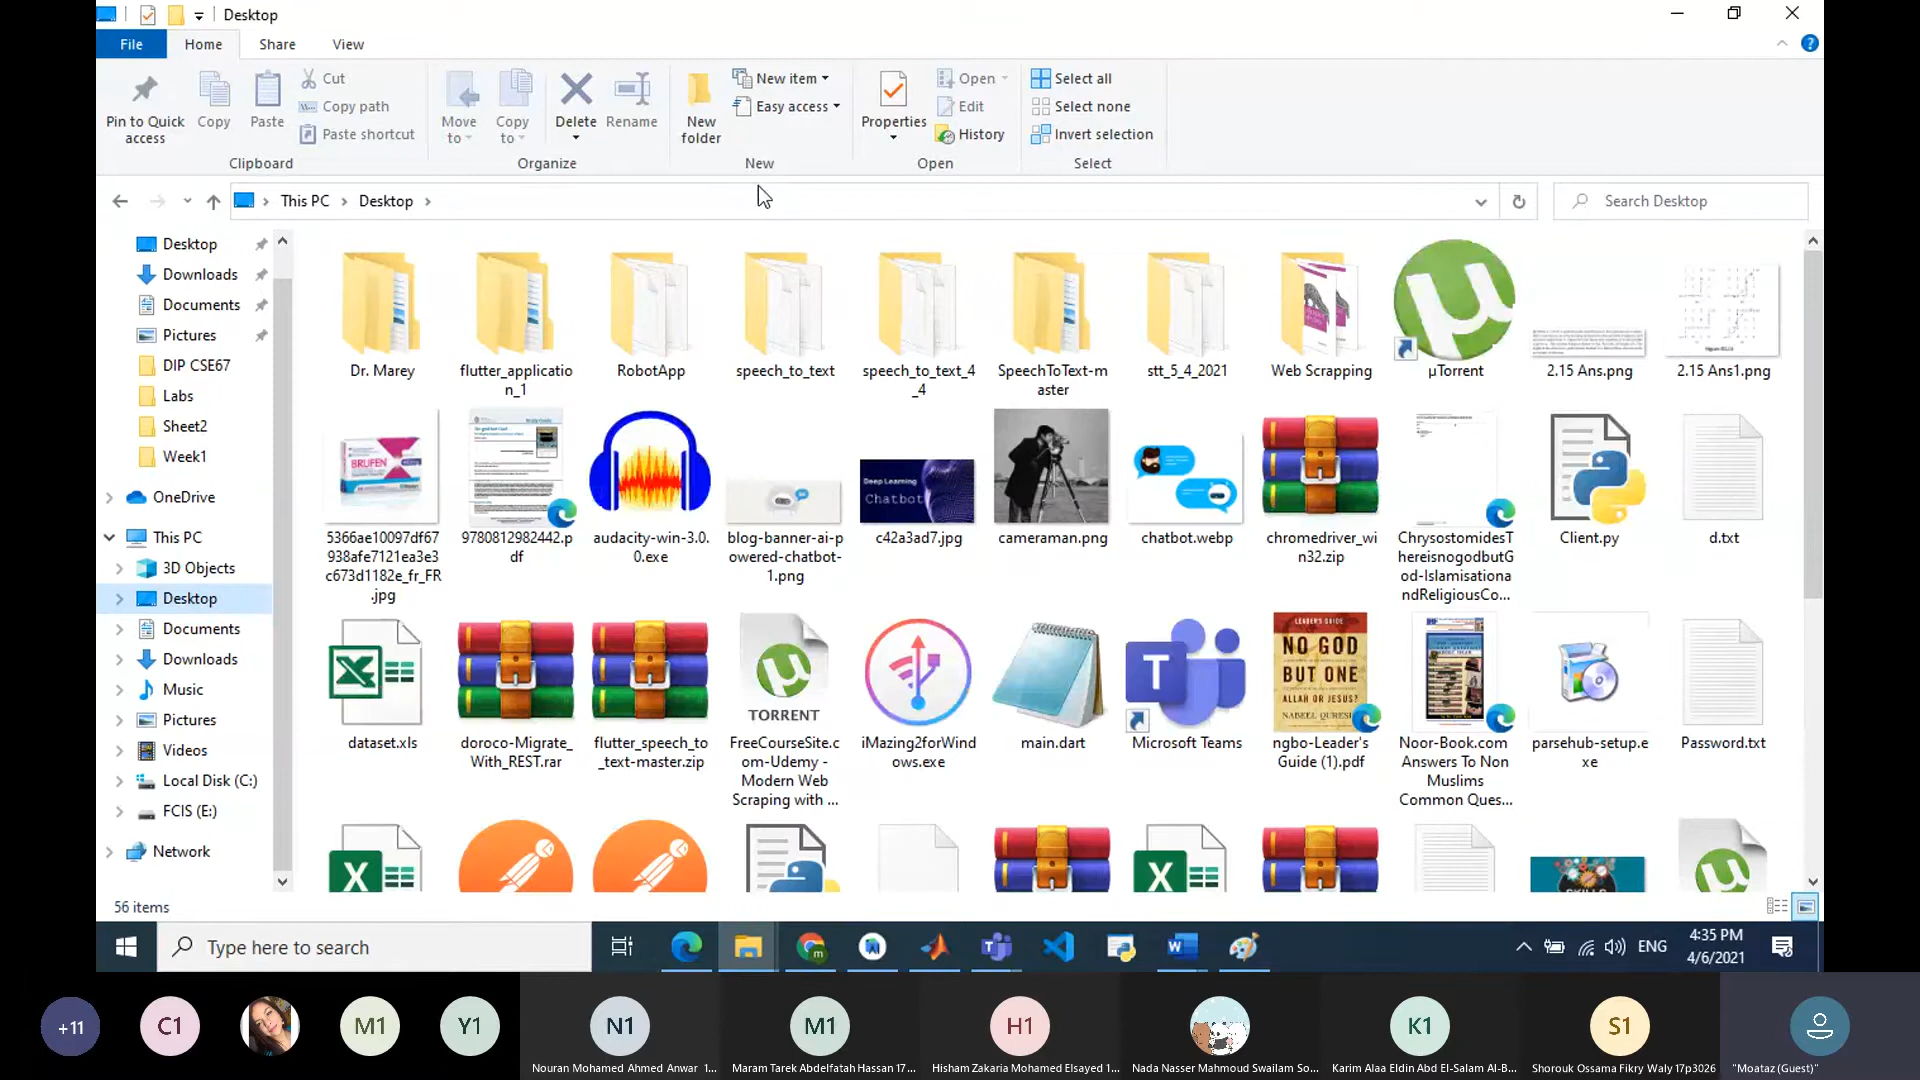 Desktop
File Home Share View
Pin to Quick access
Copy
Paste
Cut
Copy path
Paste shortcut
Clipboard
Move to
Copy to
Delete
Rename
Organize
New folder
New item
Easy access
New
Properties
Open
Edit
History
Open
Select all
Select none
Invert selection
Select
This PC > Desktop >
Search Desktop
Desktop
Downloads
Documents
Pictures
DIP CSE67
Labs
Sheet2
Week1
OneDrive
This PC
3D Objects
Desktop
Documents
Downloads
Music
Pictures
Videos
Local Disk (C:)
FCIS (E:)
Network
Dr. Marey
flutter_applicatio
n_1
RobotApp
speech_to_text
speech_to_text_4
_4
SpeechToText-m
aster
stt_5_4_2021
Web Scrapping
µTorrent
2.15 Ans.png
2.15 Ans1.png
BRUFEN
Deep Learning
Chatbot
5366ae10097df67
938afe7121ea3e3
c673d1182e_fr_FR
.jpg
9780812982442.p
df
audacity-win-3.0.
0.exe
blog-banner-ai-p
owered-chatbot-
1.png
c42a3ad7.jpg
cameraman.png
chatbot.webp
chromedriver_wi
n32.zip
ChrysostomidesT
hereisnogodbutG
od-Islamisationa
ndReligiousCo...
Client.py
d.txt
TORRENT
LEADER'S GUIDE
NO GOD
BUT ONE
ALLAH OR JESUS?
NABEEL QURESHI
dataset.xls
doroco-Migrate_
With_REST.rar
flutter_speech_to
_text-master.zip
FreeCourseSite.c
om-Udemy -
Modern Web
Scraping with ...
iMazing2forWind
ows.exe
main.dart
Microsoft Teams
ngbo-Leader's
Guide (1).pdf
Noor-Book.com
Answers To Non
Muslims
Common Ques...
parsehub-setup.e
xe
Password.txt
56 items
Type here to search
ENG
4:35 PM
4/6/2021
+11
C1
M1
Y1
N1
M1
H1
K1
S1
Nouran Mohamed Ahmed Anwar 1...
Maram Tarek Abdelfatah Hassan 17...
Hisham Zakaria Mohamed Elsayed 1...
Nada Nasser Mahmoud Swailam So...
Karim Alaa Eldin Abd El-Salam Al-B...
Shorouk Ossama Fikry Waly 17p3026
"Moataz (Guest)"